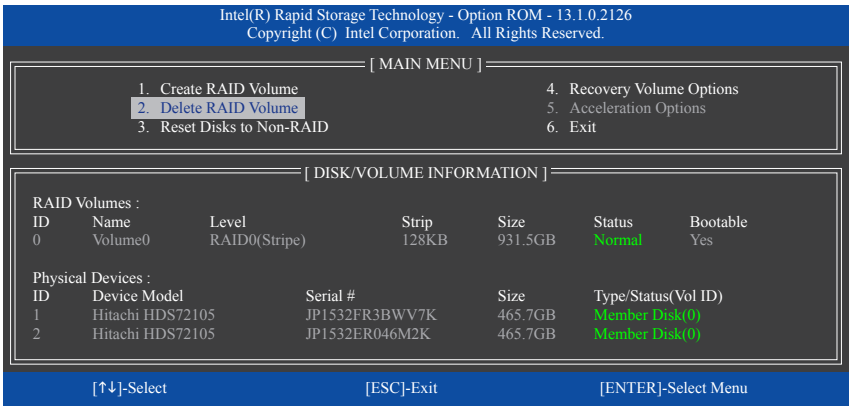 Intel(R) Rapid Storage Technology - Option ROM - 13.1.0.2126
Copyright (C) Intel Corporation. All Rights Reserved.
[ MAIN MENU ]
1. Create RAID Volume
2. Delete RAID Volume
3. Reset Disks to Non-RAID
4. Recovery Volume Options
5. Acceleration Options
6. Exit
[ DISK/VOLUME INFORMATION ]
RAID Volumes :
ID Name Level Strip Size Status Bootable
0 Volume0 RAID0(Stripe) 128KB 931.5GB Normal Yes
Physical Devices :
ID Device Model Serial # Size Type/Status(Vol ID)
1 Hitachi HDS72105 JP1532FR3BWV7K 465.7GB Member Disk(0)
2 Hitachi HDS72105 JP1532ER046M2K 465.7GB Member Disk(0)
[↑↓]-Select [ESC]-Exit [ENTER]-Select Menu